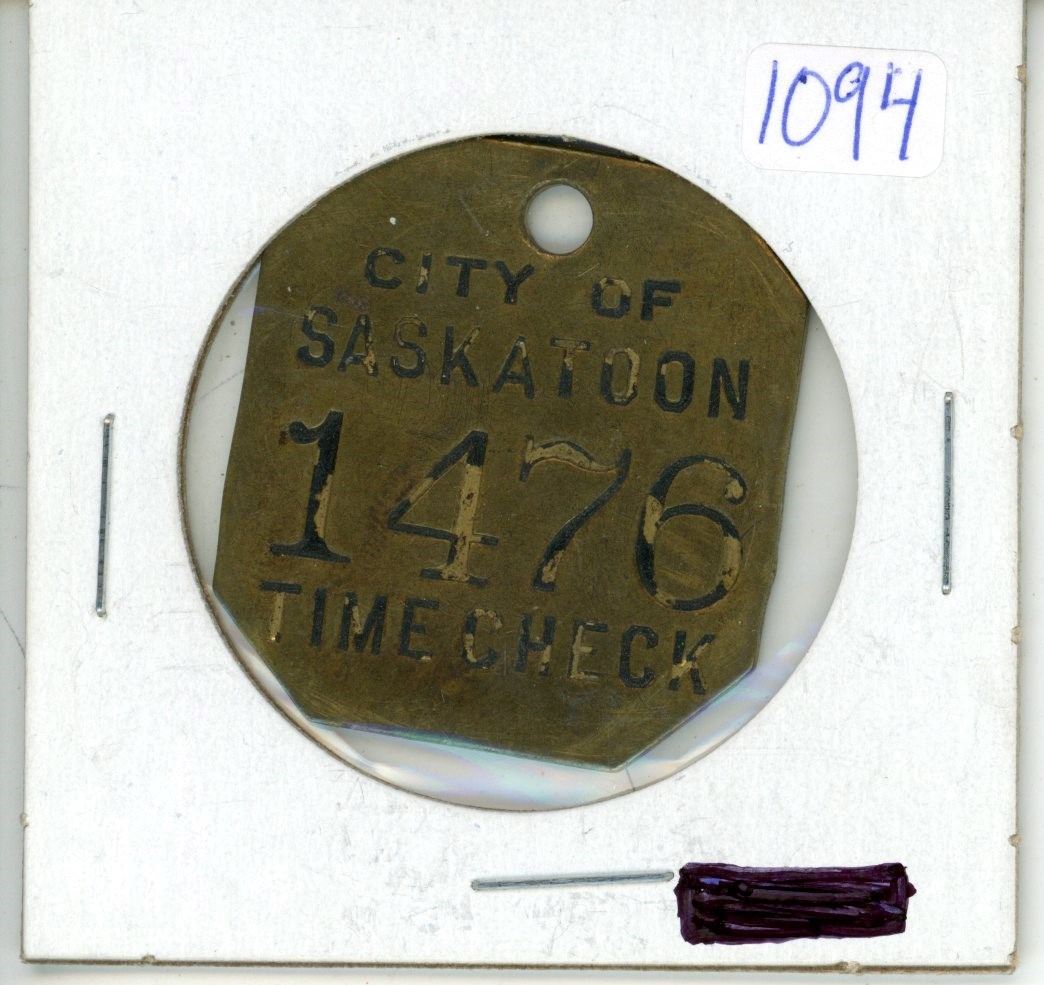 1094
CITY OF
SASKATOON
1476
TIME CHECK